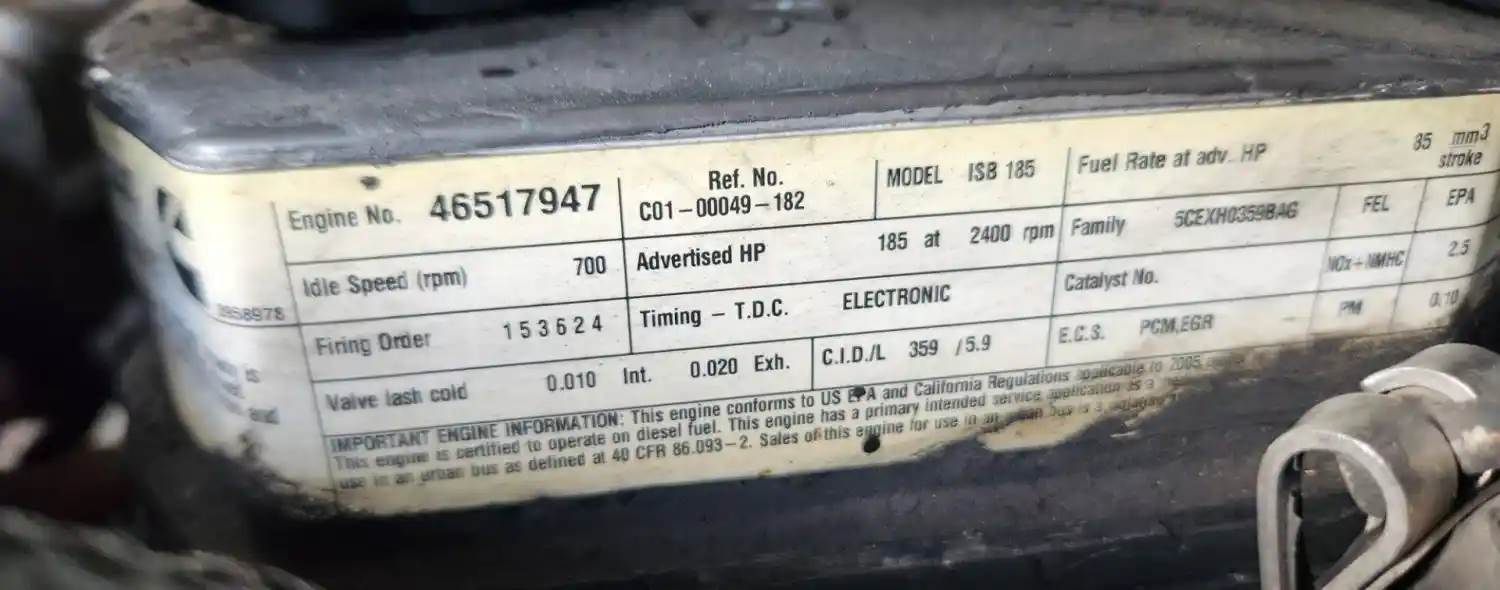 Engine No. 46517947
Ref. No.
C01-00049-182
MODEL ISB 185
Fuel Rate at adv. HP
mm3
stroke
Idle Speed (rpm) 700
Advertised HP 185 at 2400 rpm
Family 5CEXH0359BAG
FEL
EPA
Firing Order 1 5 3 6 2 4
Timing – T.D.C. ELECTRONIC
Catalyst No.
NOx+NMHC
2.5
Valve lash cold 0.010 Int. 0.020 Exh.
C.I.D./L 359 /5.9
E.C.S. PCM,EGR
PM
0.10
IMPORTANT ENGINE INFORMATION: This engine conforms to US EPA and California Regulations applicable to 2005
This engine is certified to operate on diesel fuel. This engine has a primary intended service application as a
use in an urban bus as defined at 40 CFR 86.093-2. Sales of this engine for use in an urban bus is a
is
and